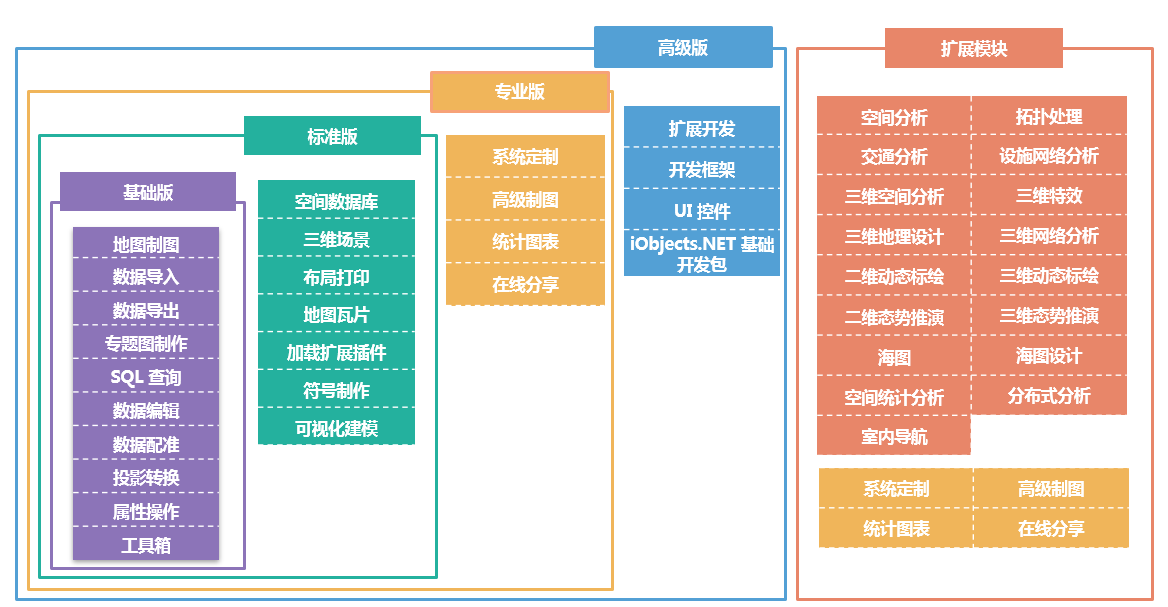 高级版
扩展模块
专业版
标准版
基础版
地图制图
数据导入
数据导出
专题图制作
SQL 查询
数据编辑
数据配准
投影转换
属性操作
工具箱
空间数据库
三维场景
布局打印
地图瓦片
加载扩展插件
符号制作
可视化建模
系统定制
高级制图
统计图表
在线分享
扩展开发
开发框架
UI 控件
iObjects.NET 基础
开发包
空间分析
拓扑处理
交通分析
设施网络分析
三维空间分析
三维特效
三维地理设计
三维网络分析
二维动态标绘
三维动态标绘
二维态势推演
三维态势推演
海图
海图设计
空间统计分析
分布式分析
室内导航
系统定制
高级制图
统计图表
在线分享